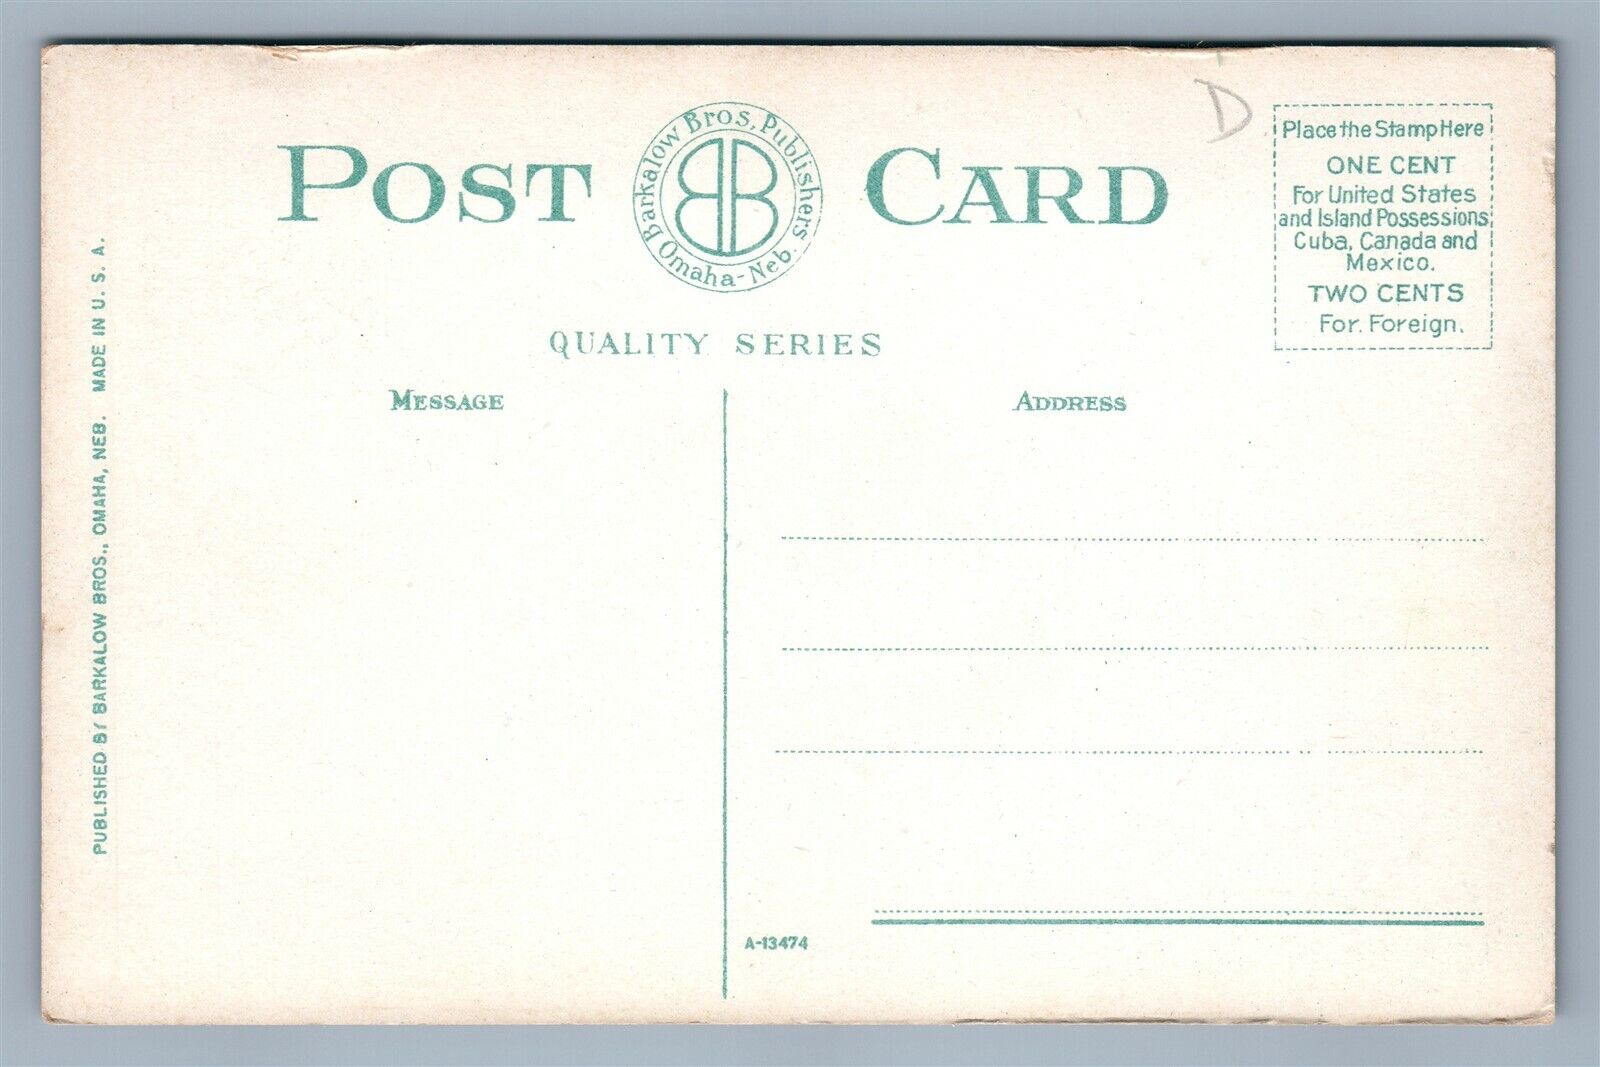 POST CARD
Barkalow Bros, Publishers.
Omaha-Neb.
BB
D
Place the Stamp Here
ONE CENT
For United States
and Island Possessions
Cuba, Canada and
Mexico.
TWO CENTS
For. Foreign.
QUALITY SERIES
MESSAGE
ADDRESS
PUBLISHED BY BARKALOW BROS., OMAHA, NEB. MADE IN U. S. A.
A-13474